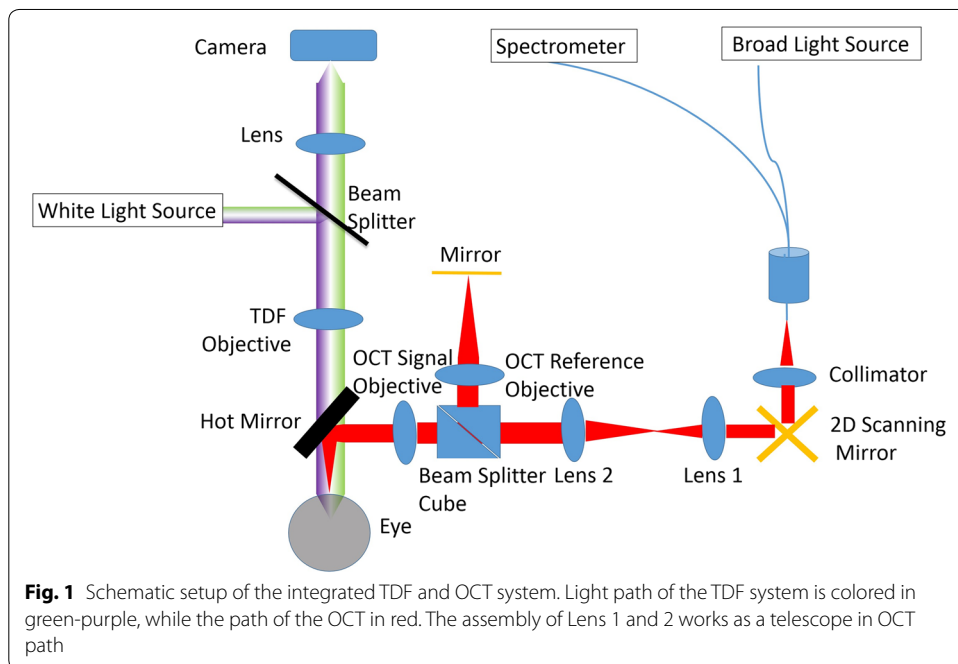 Camera
Spectrometer
Broad Light Source
Lens
Beam
Splitter
White Light Source
Mirror
TDF
Objective
OCT Signal
Objective
OCT Reference
Objective
Collimator
Hot Mirror
2D Scanning
Mirror
Beam Splitter
Cube
Lens 2
Lens 1
Eye
Fig. 1 Schematic setup of the integrated TDF and OCT system. Light path of the TDF system is colored in
green-purple, while the path of the OCT in red. The assembly of Lens 1 and 2 works as a telescope in OCT
path